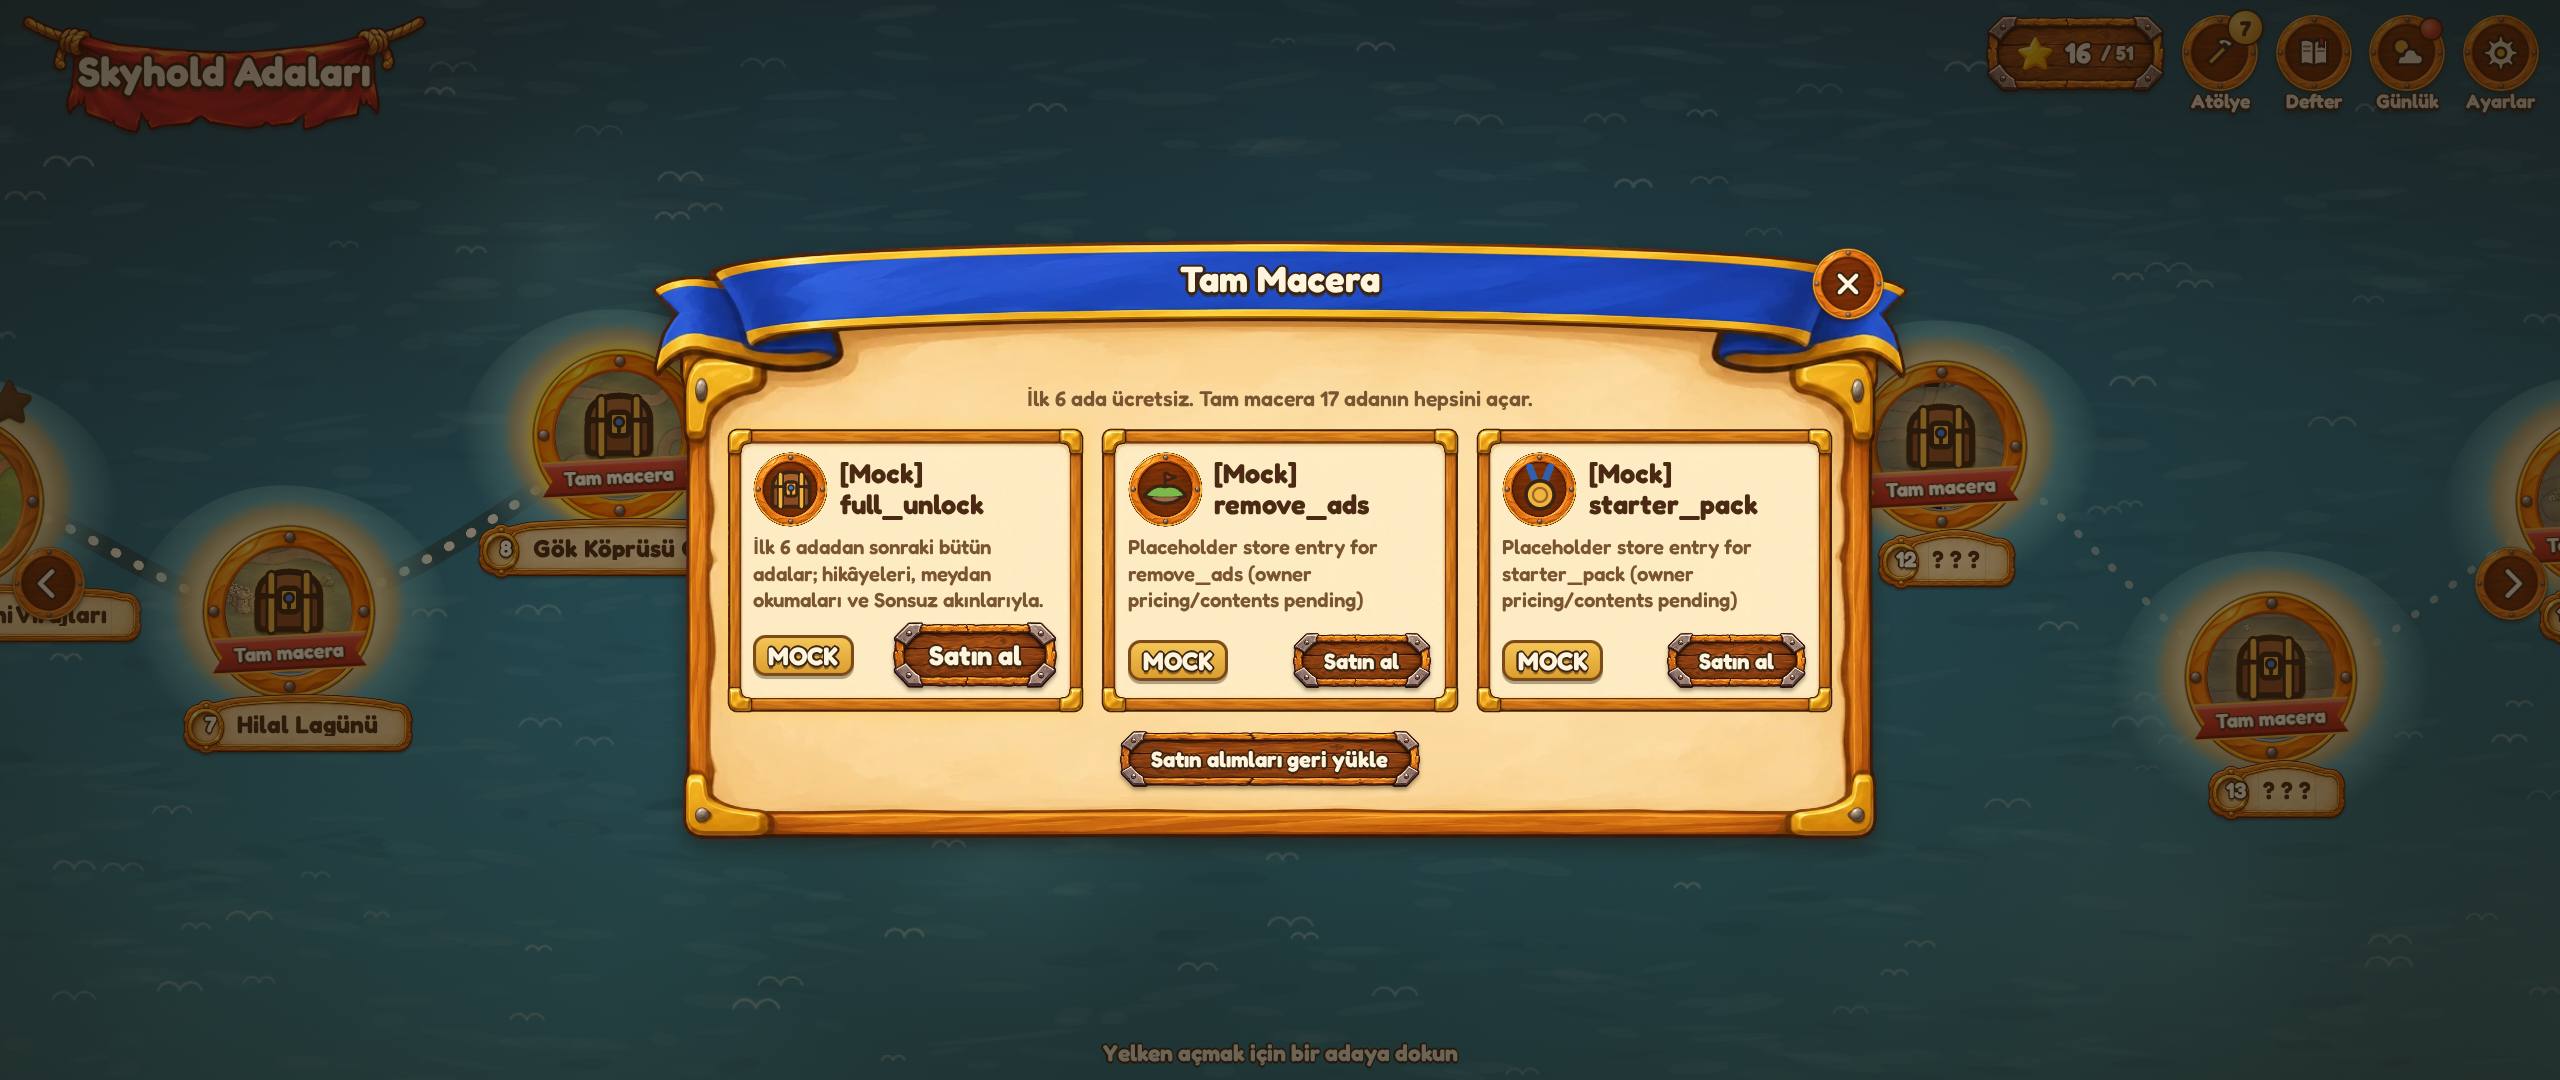 Skyhold Adaları
16 / 51
7
Atölye
Defter
Günlük
Ayarlar
Tam Macera
İlk 6 ada ücretsiz. Tam macera 17 adanın hepsini açar.
[Mock]
full_unlock
İlk 6 adadan sonraki bütün
adalar; hikâyeleri, meydan
okumaları ve Sonsuz akınlarıyla.
MOCK
Satın al
[Mock]
remove_ads
Placeholder store entry for
remove_ads (owner
pricing/contents pending)
MOCK
Satın al
[Mock]
starter_pack
Placeholder store entry for
starter_pack (owner
pricing/contents pending)
MOCK
Satın al
Satın alımları geri yükle
Tam macera
7 Hilal Lagünü
Tam macera
8 Gök Köprüsü
Tam macera
12 ???
Tam macera
13 ???
Yelken açmak için bir adaya dokun